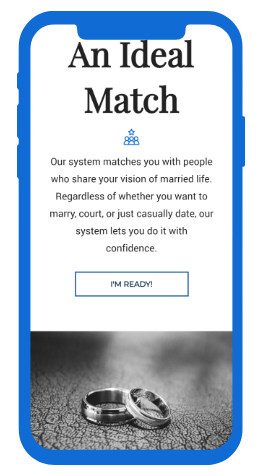 An Ideal
Match
Our system matches you with people
who share your vision of married life.
Regardless of whether you want to
marry, court, or just casually date, our
system lets you do it with
confidence.
I'M READY!